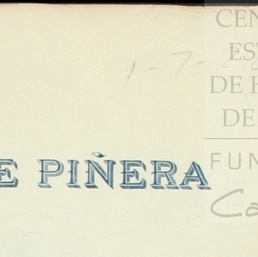 CEN
EST
DE H
DE
1-7-
FUN
E PIÑERA
Ca